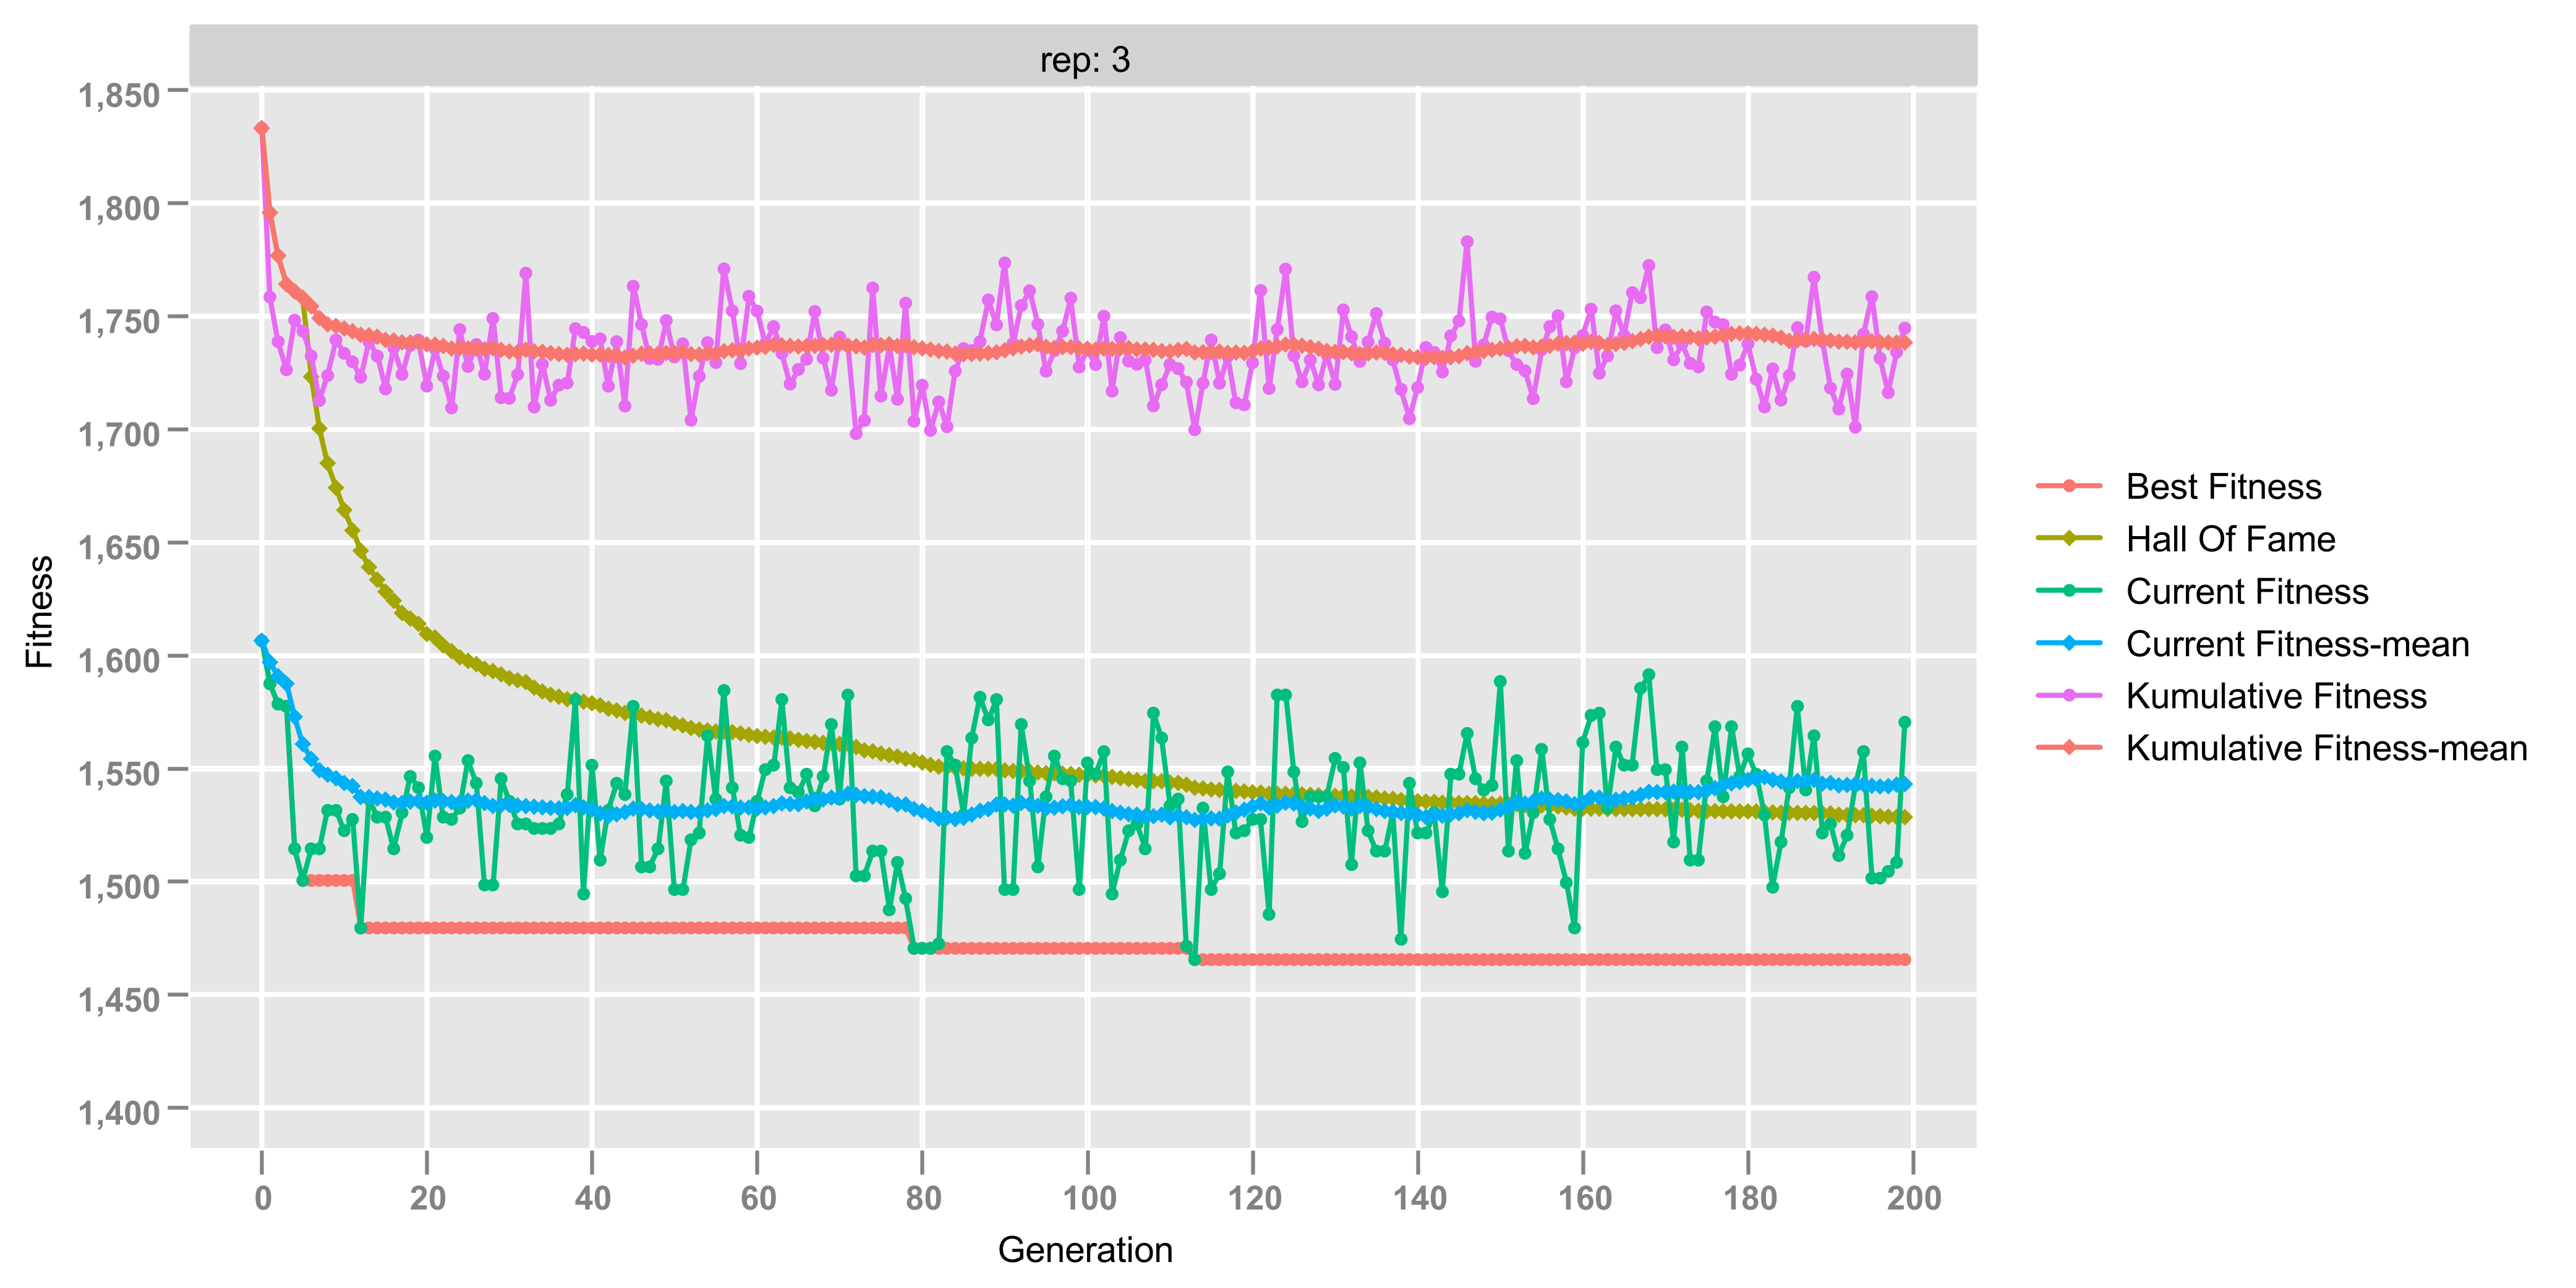 rep: 3
1,850
1,800
1,750
1,700
1,650
1,600
1,550
1,500
1,450
1,400
Fitness
0 20 40 60 80 100 120 140 160 180 200
Generation
Best Fitness
Hall Of Fame
Current Fitness
Current Fitness-mean
Kumulative Fitness
Kumulative Fitness-mean